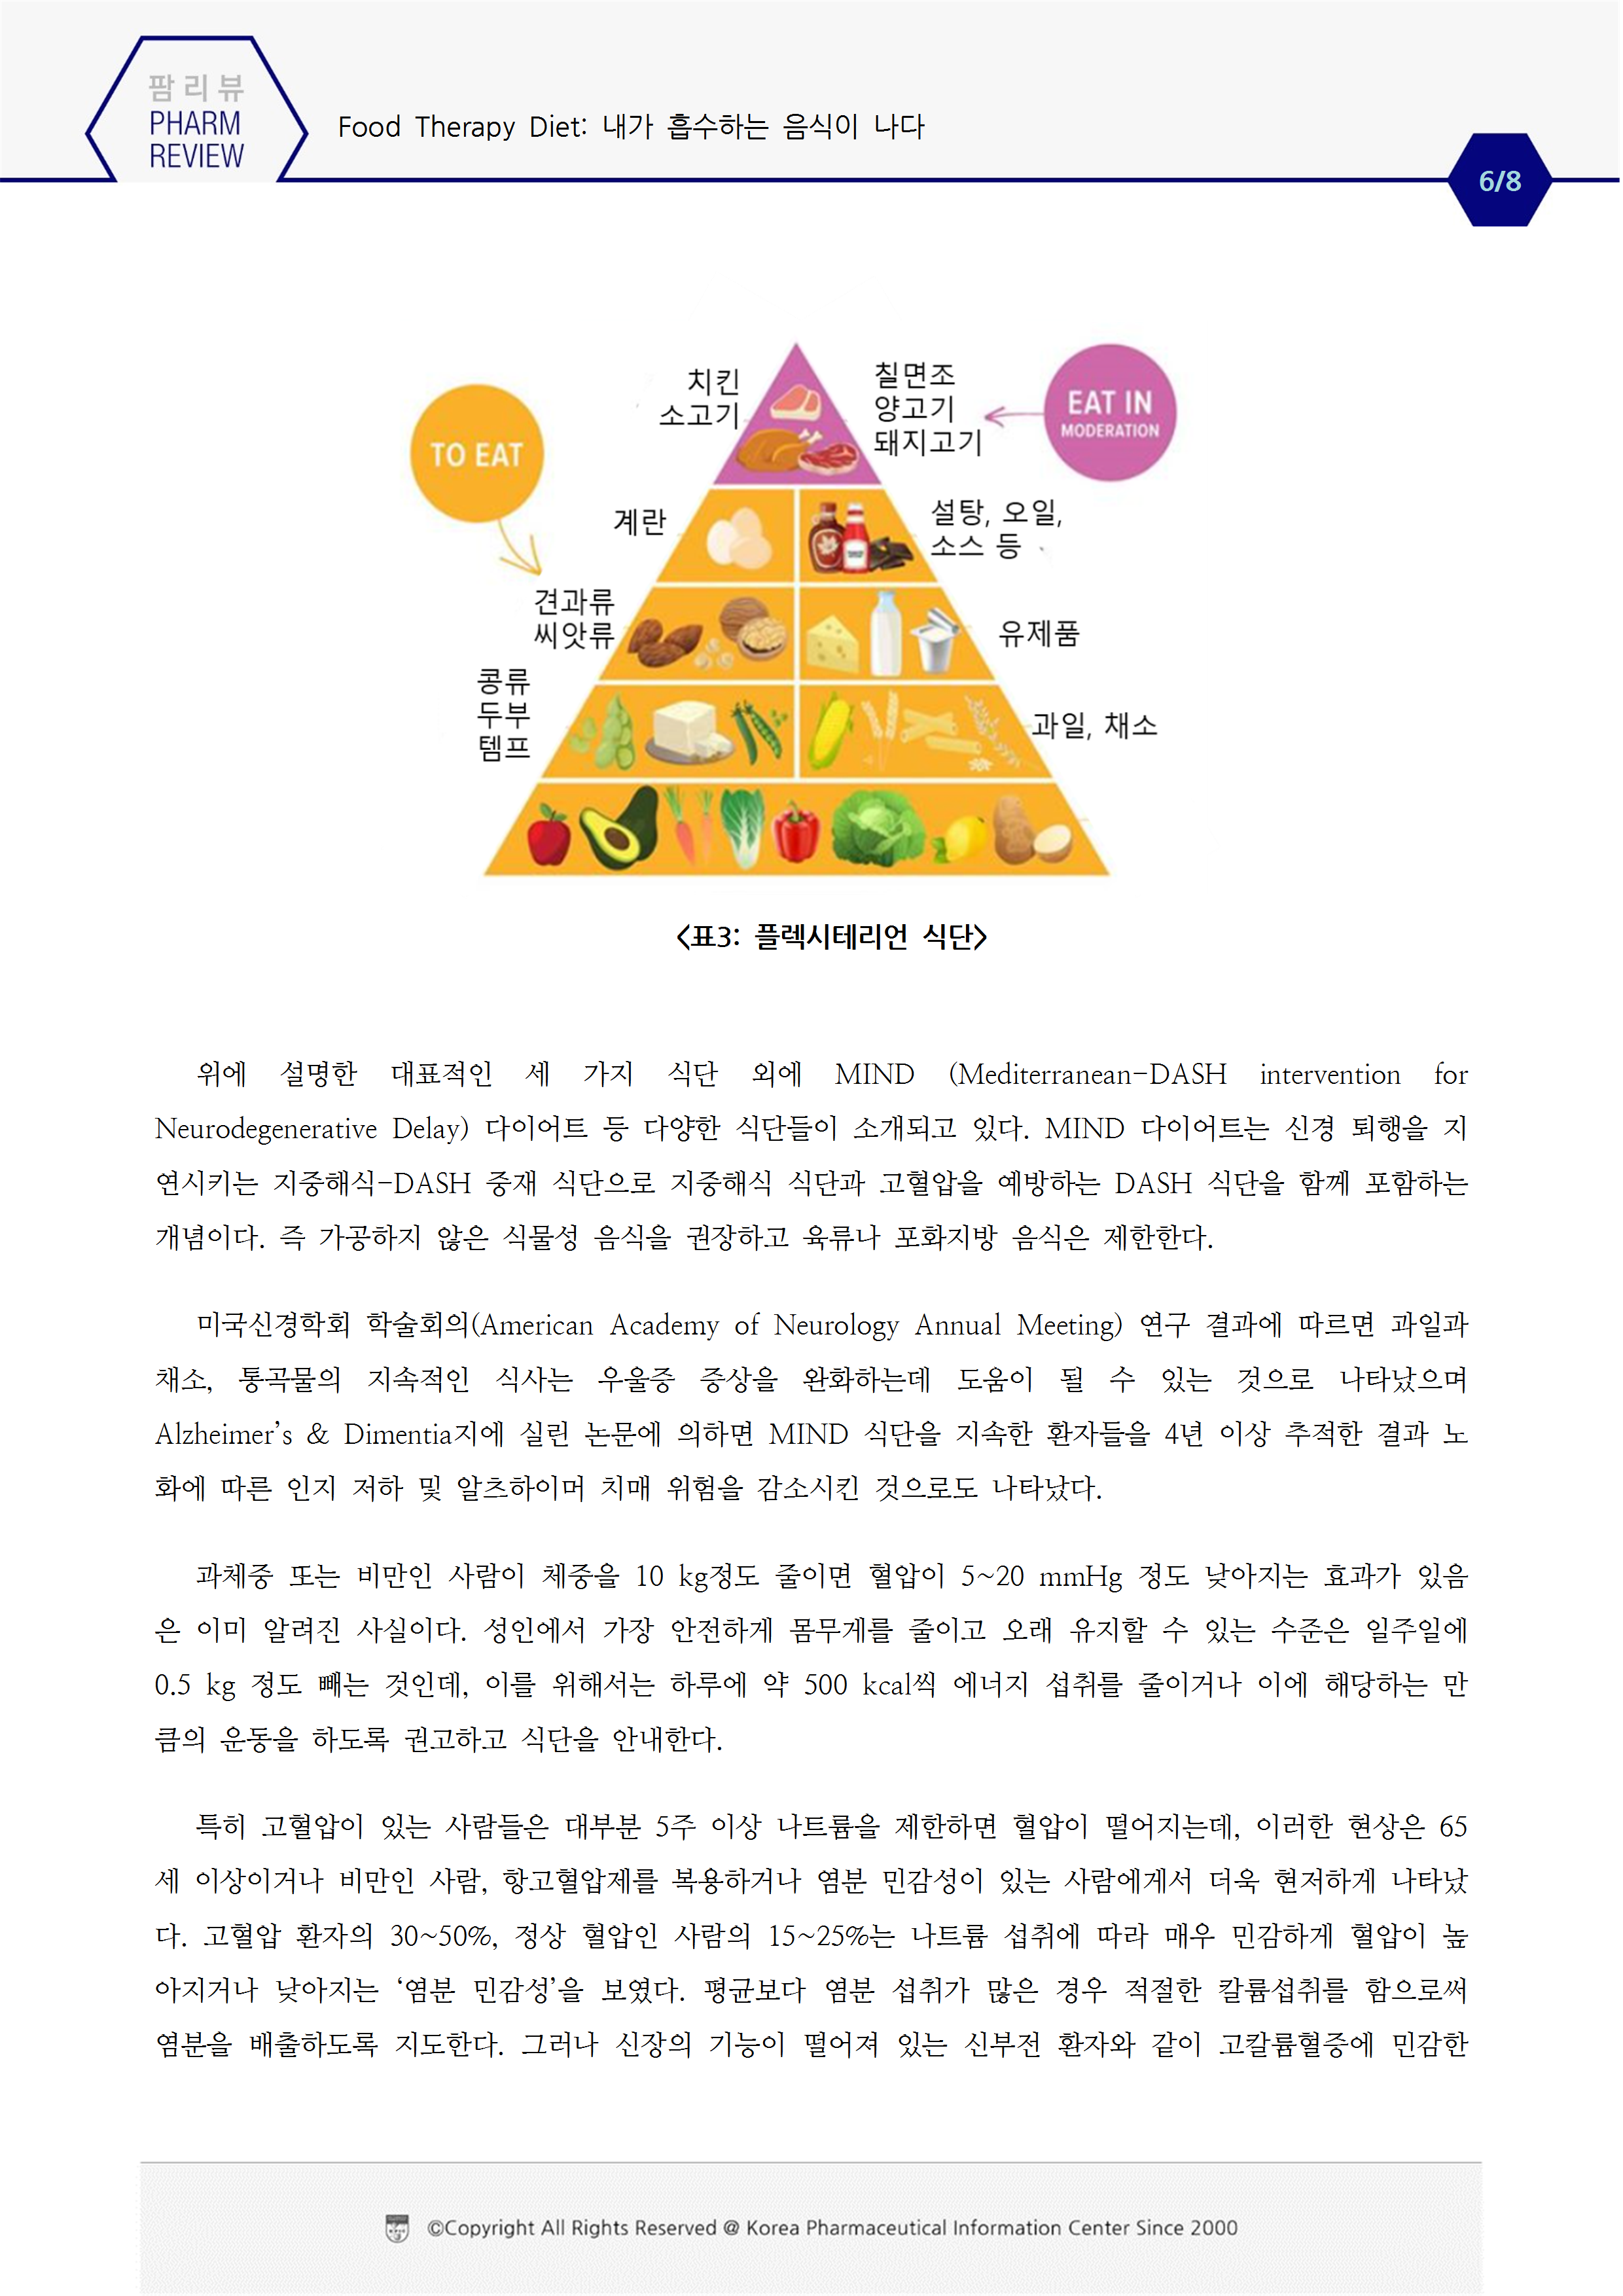 팜리뷰
PHARM
REVIEW
Food Therapy Diet: 내가 흡수하는 음식이 나다
6/8
TO EAT
치킨
소고기
칠면조
양고기
돼지고기
EAT IN
MODERATION
계란
설탕, 오일,
소스 등
견과류
씨앗류
유제품
콩류
두부
템프
과일, 채소
<표3: 플렉시테리언 식단>
위에 설명한 대표적인 세 가지 식단 외에 MIND (Mediterranean-DASH intervention for
Neurodegenerative Delay) 다이어트 등 다양한 식단들이 소개되고 있다. MIND 다이어트는 신경 퇴행을 지
연시키는 지중해식-DASH 중재 식단으로 지중해식 식단과 고혈압을 예방하는 DASH 식단을 함께 포함하는
개념이다. 즉 가공하지 않은 식물성 음식을 권장하고 육류나 포화지방 음식은 제한한다.
미국신경학회 학술회의(American Academy of Neurology Annual Meeting) 연구 결과에 따르면 과일과
채소, 통곡물의 지속적인 식사는 우울증 증상을 완화하는데 도움이 될 수 있는 것으로 나타났으며
Alzheimer’s & Dimentia지에 실린 논문에 의하면 MIND 식단을 지속한 환자들을 4년 이상 추적한 결과 노
화에 따른 인지 저하 및 알츠하이머 치매 위험을 감소시킨 것으로도 나타났다.
과체중 또는 비만인 사람이 체중을 10 kg정도 줄이면 혈압이 5~20 mmHg 정도 낮아지는 효과가 있음
은 이미 알려진 사실이다. 성인에서 가장 안전하게 몸무게를 줄이고 오래 유지할 수 있는 수준은 일주일에
0.5 kg 정도 빼는 것인데, 이를 위해서는 하루에 약 500 kcal씩 에너지 섭취를 줄이거나 이에 해당하는 만
큼의 운동을 하도록 권고하고 식단을 안내한다.
특히 고혈압이 있는 사람들은 대부분 5주 이상 나트륨을 제한하면 혈압이 떨어지는데, 이러한 현상은 65
세 이상이거나 비만인 사람, 항고혈압제를 복용하거나 염분 민감성이 있는 사람에게서 더욱 현저하게 나타났
다. 고혈압 환자의 30~50%, 정상 혈압인 사람의 15~25%는 나트륨 섭취에 따라 매우 민감하게 혈압이 높
아지거나 낮아지는 ‘염분 민감성’을 보였다. 평균보다 염분 섭취가 많은 경우 적절한 칼륨섭취를 함으로써
염분을 배출하도록 지도한다. 그러나 신장의 기능이 떨어져 있는 신부전 환자와 같이 고칼륨혈증에 민감한
©Copyright All Rights Reserved @ Korea Pharmaceutical Information Center Since 2000